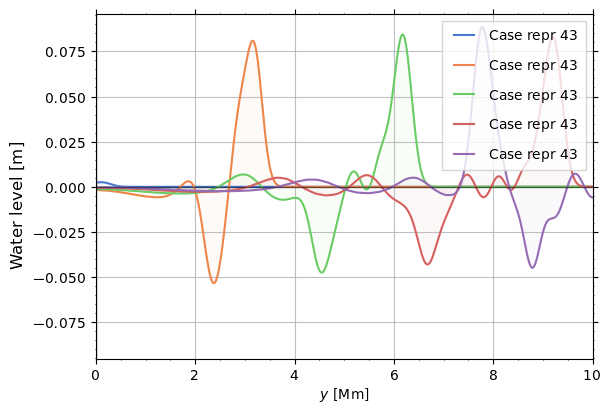 Case repr 43
Case repr 43
Case repr 43
Case repr 43
Case repr 43
0.075
0.050
0.025
0.000
−0.025
−0.050
−0.075
Water level [m]
0 2 4 6 8 10
y [Mm]